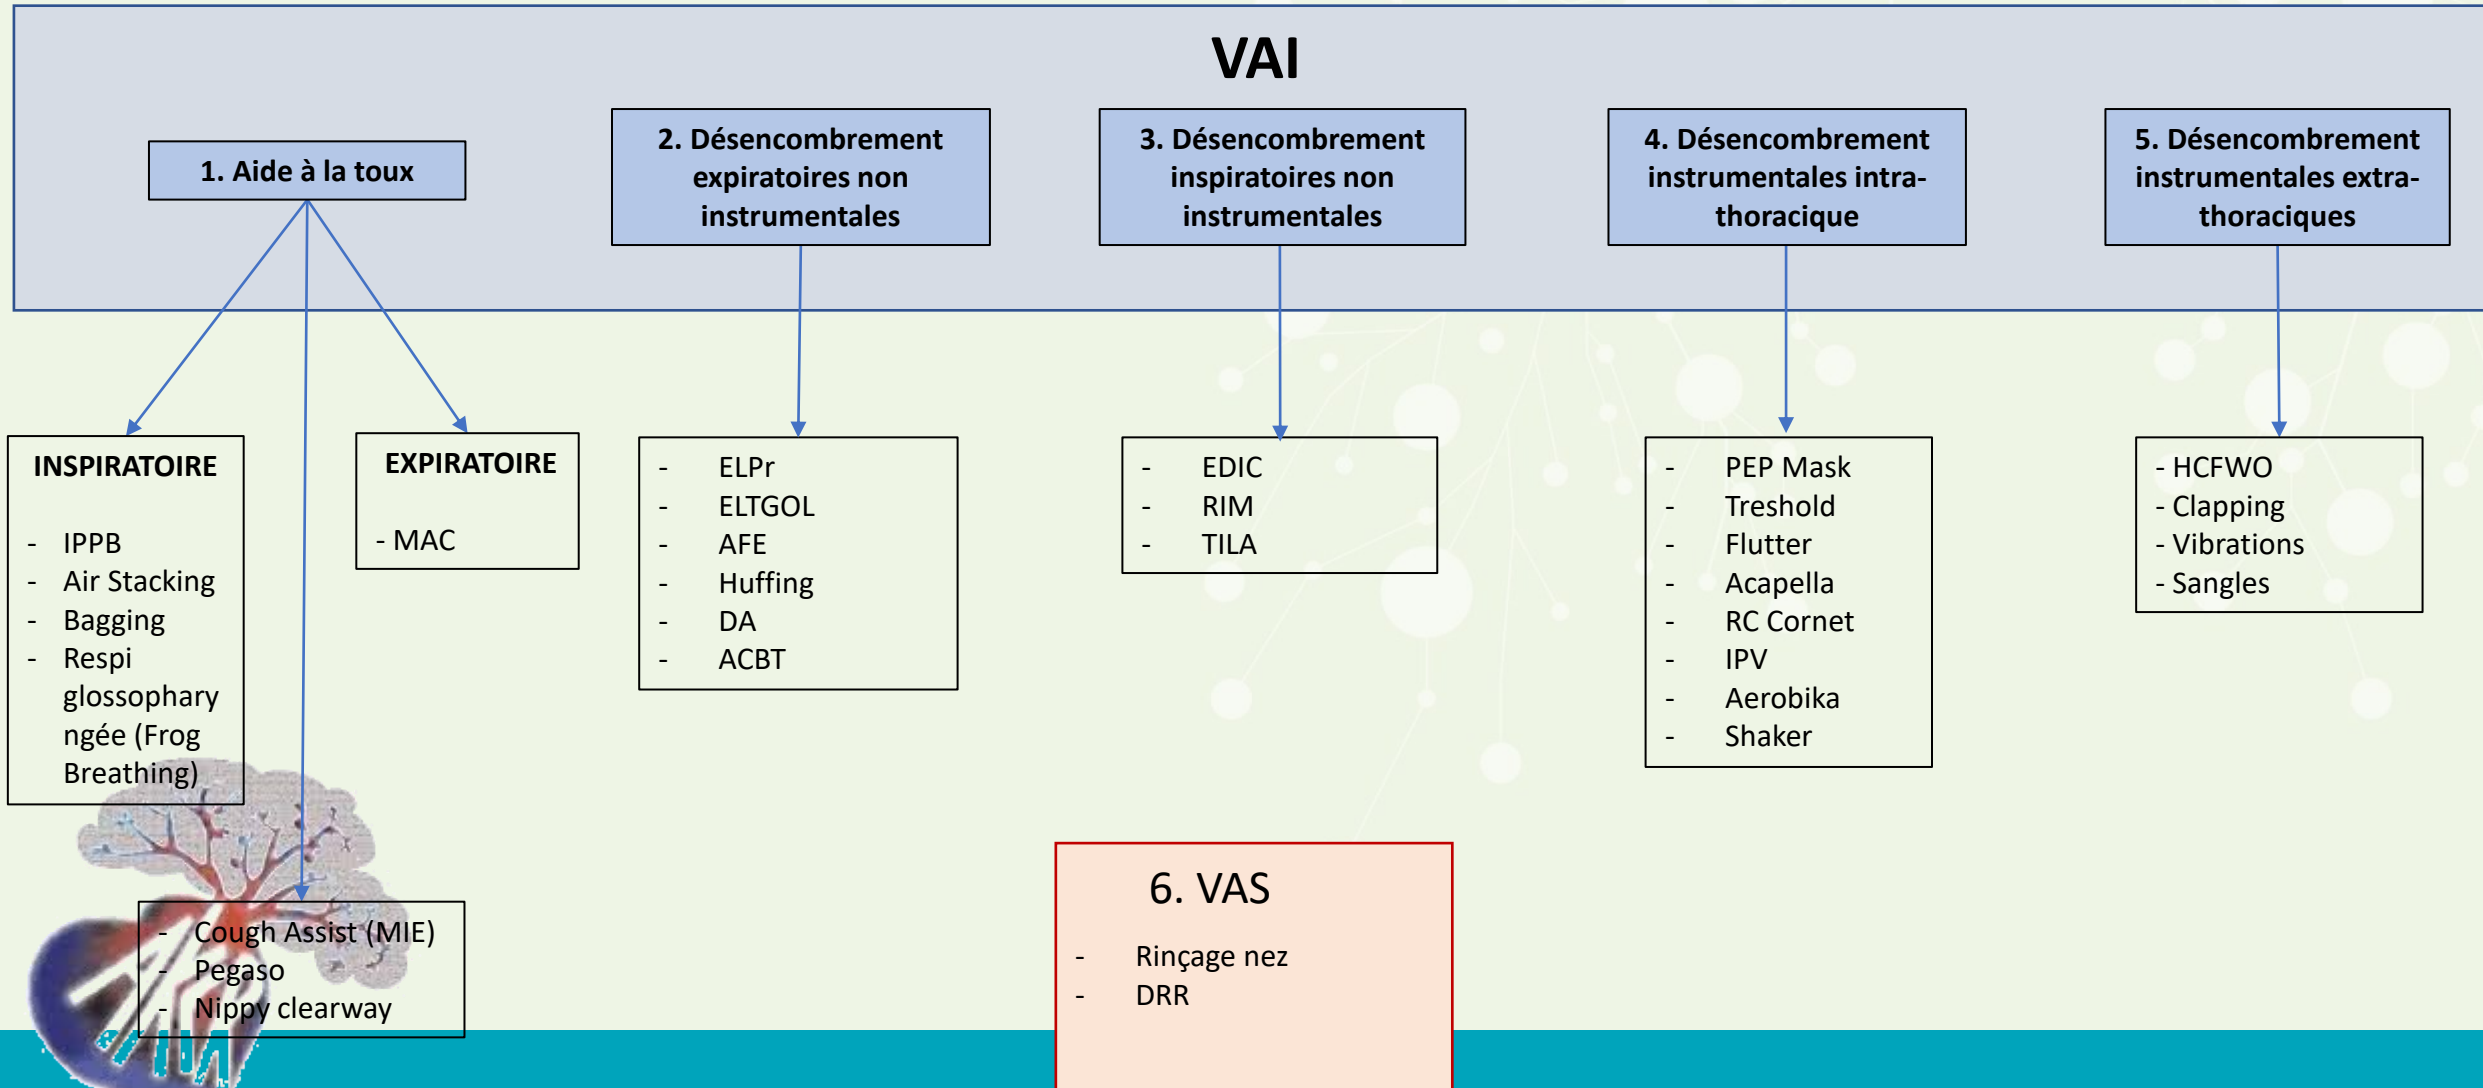 VAI
1. Aide à la toux
2. Désencombrement
expiratoires non
instrumentales
3. Désencombrement
inspiratoires non
instrumentales
4. Désencombrement
instrumentales intra-
thoracique
5. Désencombrement
instrumentales extra-
thoraciques
INSPIRATOIRE
- IPPB
- Air Stacking
- Bagging
- Respi
glossophary
ngée (Frog
Breathing)
EXPIRATOIRE
- MAC
- Cough Assist (MIE)
- Pegaso
- Nippy clearway
- ELPr
- ELTGOL
- AFE
- Huffing
- DA
- ACBT
- EDIC
- RIM
- TILA
- PEP Mask
- Treshold
- Flutter
- Acapella
- RC Cornet
- IPV
- Aerobika
- Shaker
- HCFWO
- Clapping
- Vibrations
- Sangles
6. VAS
- Rinçage nez
- DRR